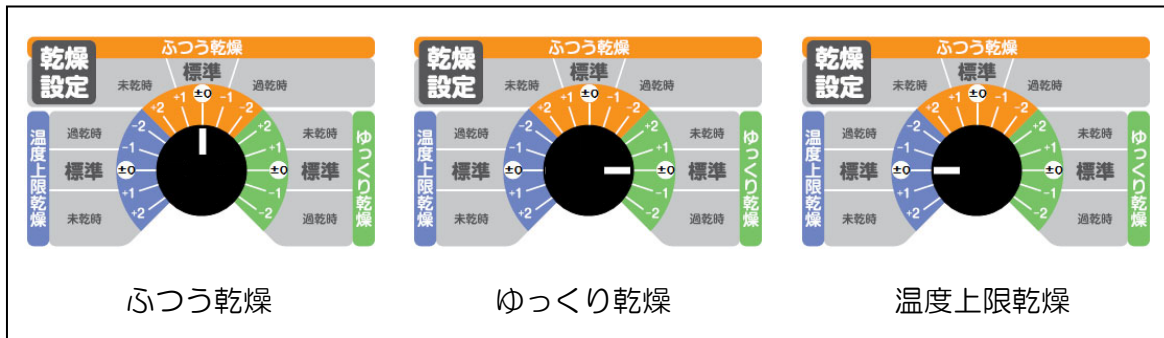 ふつう乾燥
乾燥
設定
未乾時
標準
過乾時
+2
+1
±0
-1
-2
温度上限乾燥
過乾時
標準
未乾時
-2
-1
±0
+1
+2
+2
+1
±0
-1
-2
未乾時
標準
過乾時
ゆっくり乾燥
ふつう乾燥
ふつう乾燥
乾燥
設定
未乾時
標準
過乾時
+2
+1
±0
-1
-2
温度上限乾燥
過乾時
標準
未乾時
-2
-1
±0
+1
+2
+2
+1
±0
-1
-2
未乾時
標準
過乾時
ゆっくり乾燥
ゆっくり乾燥
ふつう乾燥
乾燥
設定
未乾時
標準
過乾時
+2
+1
±0
-1
-2
温度上限乾燥
過乾時
標準
未乾時
-2
-1
±0
+1
+2
+2
+1
±0
-1
-2
未乾時
標準
過乾時
ゆっくり乾燥
温度上限乾燥